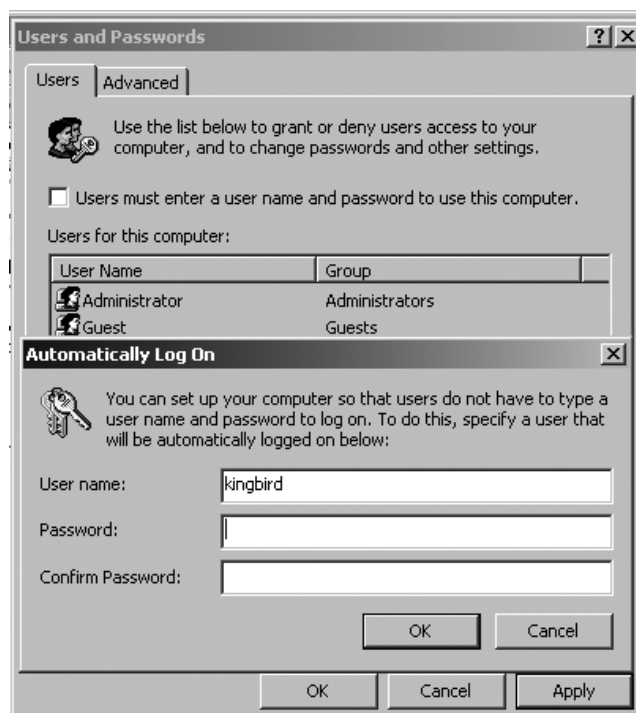 Users and Passwords
Users
Advanced
Use the list below to grant or deny users access to your
computer, and to change passwords and other settings.
Users must enter a user name and password to use this computer.
Users for this computer:
User Name Group
Administrator Administrators
Guest Guests
Automatically Log On
You can set up your computer so that users do not have to type a
user name and password to log on. To do this, specify a user that
will be automatically logged on below:
User name: kingbird
Password:
Confirm Password:
OK Cancel
OK Cancel Apply